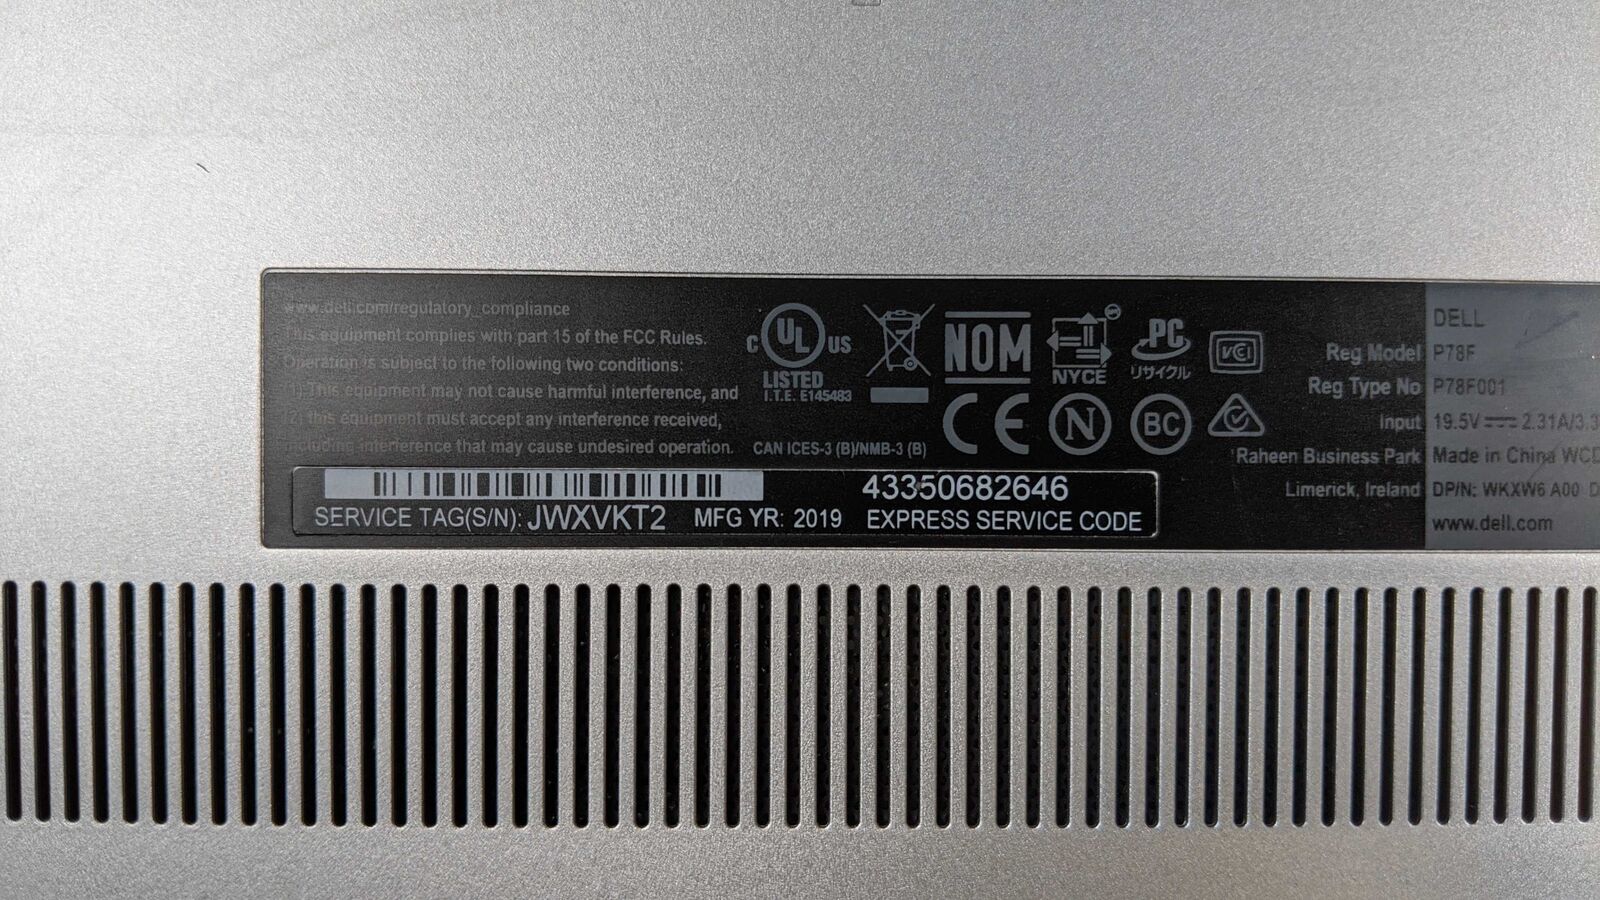 www.dell.com/regulatory_compliance
This equipment complies with part 15 of the FCC Rules.
Operation is subject to the following two conditions:
1) This equipment may not cause harmful interference, and
2) this equipment must accept any interference received,
including interference that may cause undesired operation.
C UL US
LISTED
I.T.E. E145483
CAN ICES-3 (B)/NMB-3 (B)
NOM
NYCE
PC
リサイクル
VCI
CE
N
BC
SERVICE TAG(S/N): JWXVKT2 MFG YR: 2019
43350682646
EXPRESS SERVICE CODE
DELL
Reg Model P78F
Reg Type No P78F001
Input 19.5V 2.31A/3.3
Raheen Business Park Made in China WCD
Limerick, Ireland DP/N: WKXW6 A00
www.dell.com